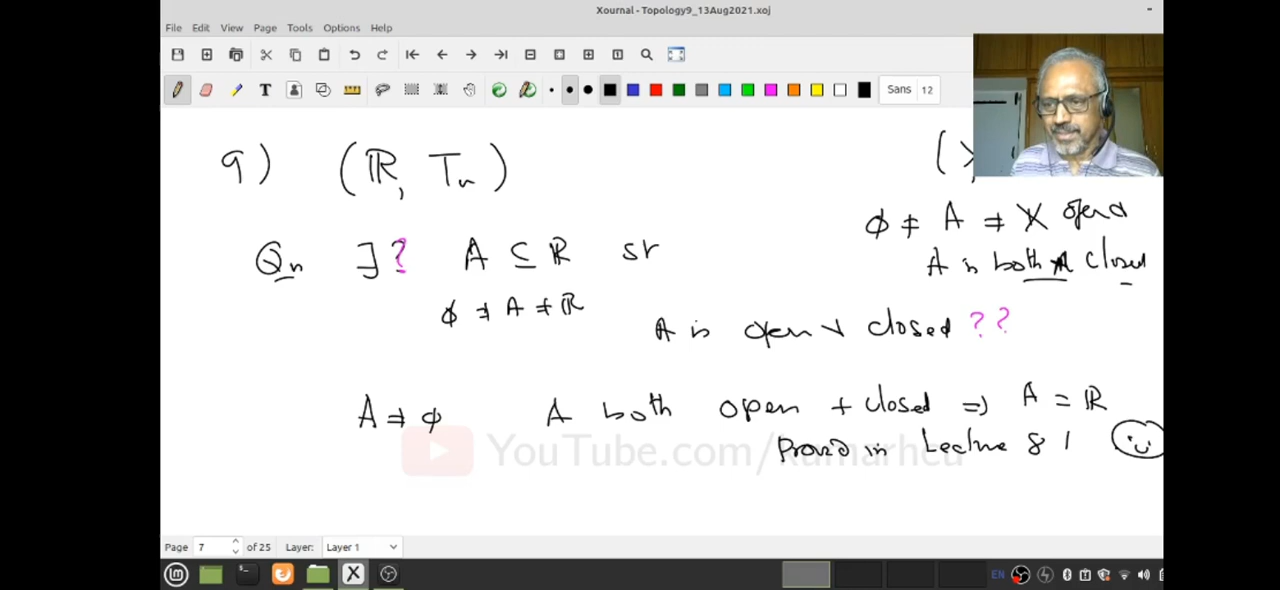 Xournal - Topology9_13Aug2021.xoj
File Edit View Page Tools Options Help
Sans 12
9) (ℝ, Tᵤ)
(X,
φ ≠ A ≠ X open
A is both closed
Qn ∃? A ⊆ ℝ st
φ ≠ A ≠ ℝ
A is open + closed ??
A ≠ φ A both open + closed ⇒ A = ℝ
Proved in Lecture 8 !
YouTube.com/kumarhcu
Page 7 of 25 Layer: Layer 1
EN